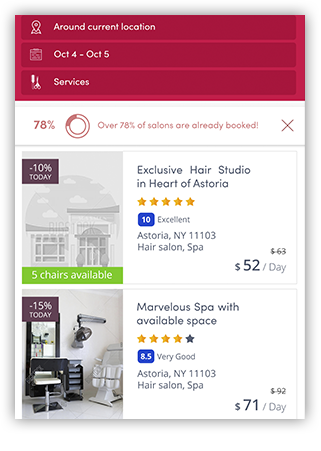 Around current location
Oct 4 - Oct 5
Services
78%
Over 78% of salons are already booked!
-10%
TODAY
5 chairs available
Exclusive Hair Studio
in Heart of Astoria
10 Excellent
Astoria, NY 11103
Hair salon, Spa
$ 63
$ 52 / Day
-15%
TODAY
Marvelous Spa with
available space
8.5 Very Good
Astoria, NY 11103
Hair salon, Spa
$ 92
$ 71 / Day